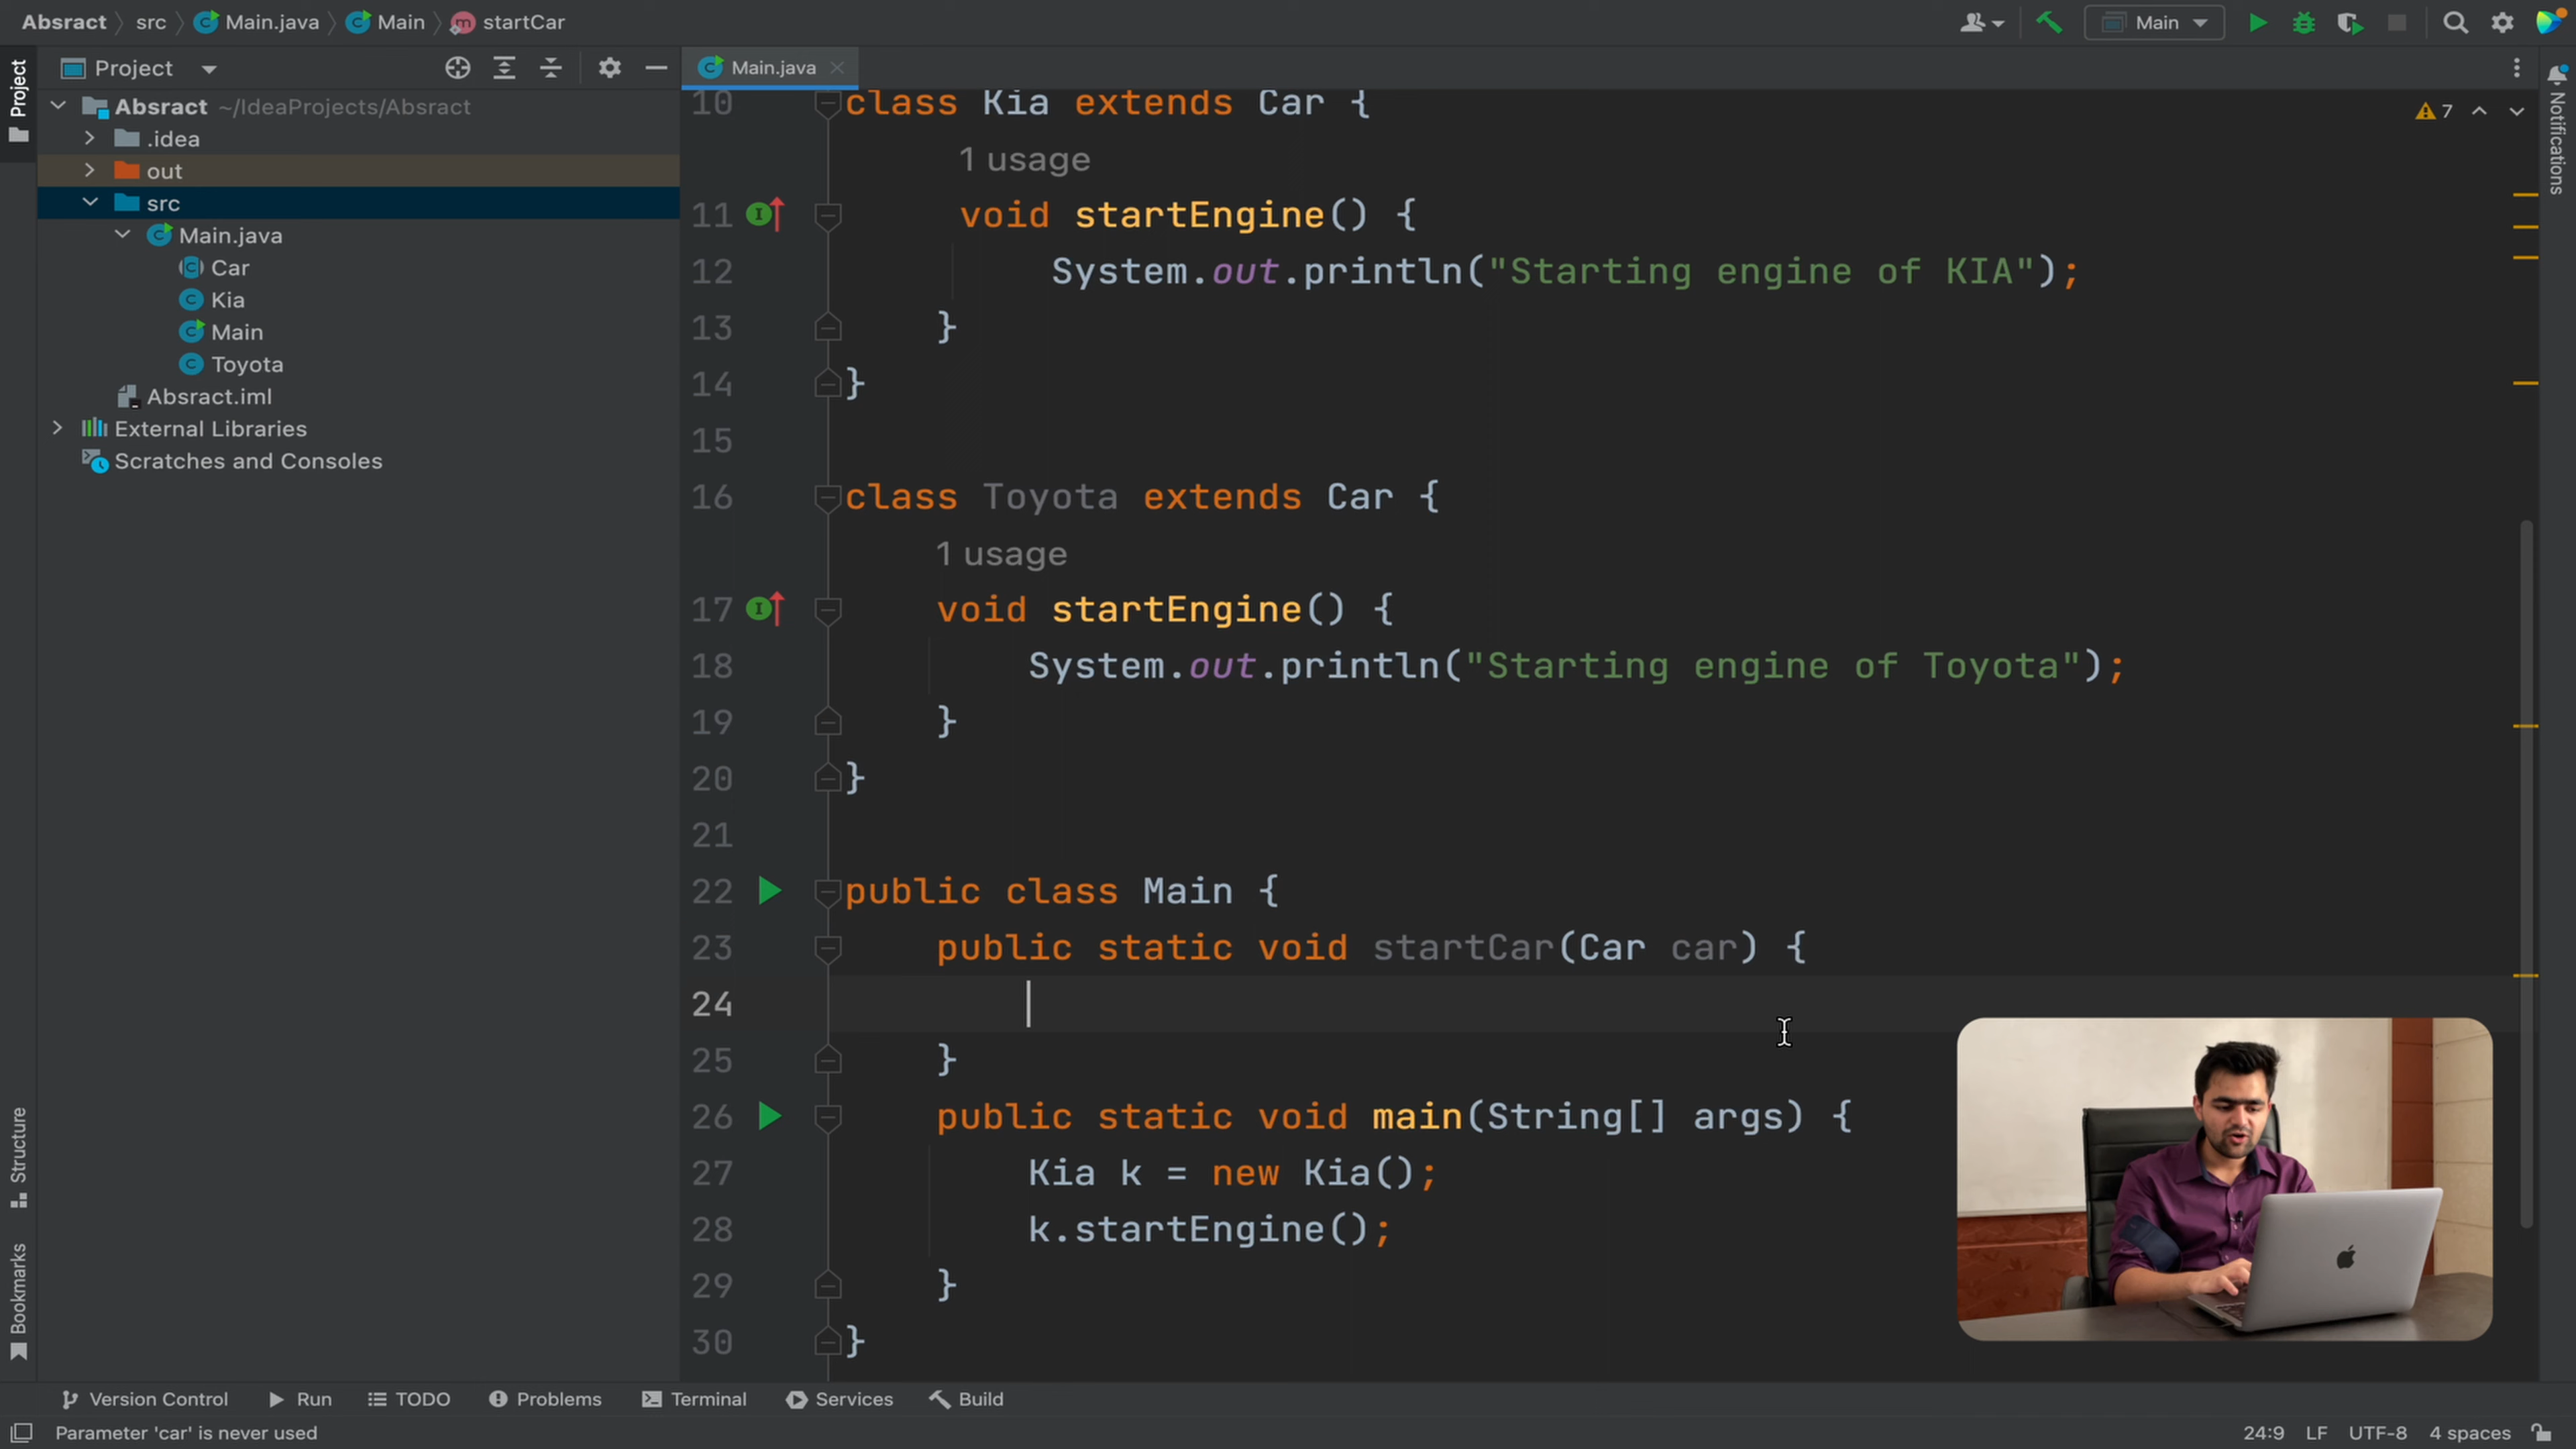 Absract src Main.java Main startCar
Main
Project
Project
Main.java
Absract ~/IdeaProjects/Absract
.idea
out
src
Main.java
Car
Kia
Main
Toyota
Absract.iml
External Libraries
Scratches and Consoles
7
Notifications
10 class Kia extends Car {
1 usage
11 void startEngine() {
12 System.out.println("Starting engine of KIA");
13 }
14 }
15
16 class Toyota extends Car {
1 usage
17 void startEngine() {
18 System.out.println("Starting engine of Toyota");
19 }
20 }
21
22 public class Main {
23 public static void startCar(Car car) {
24
25 }
26 public static void main(String[] args) {
27 Kia k = new Kia();
28 k.startEngine();
29 }
30 }
Structure
Bookmarks
Version Control Run TODO Problems Terminal Services Build
Parameter 'car' is never used
24:9 LF UTF-8 4 spaces